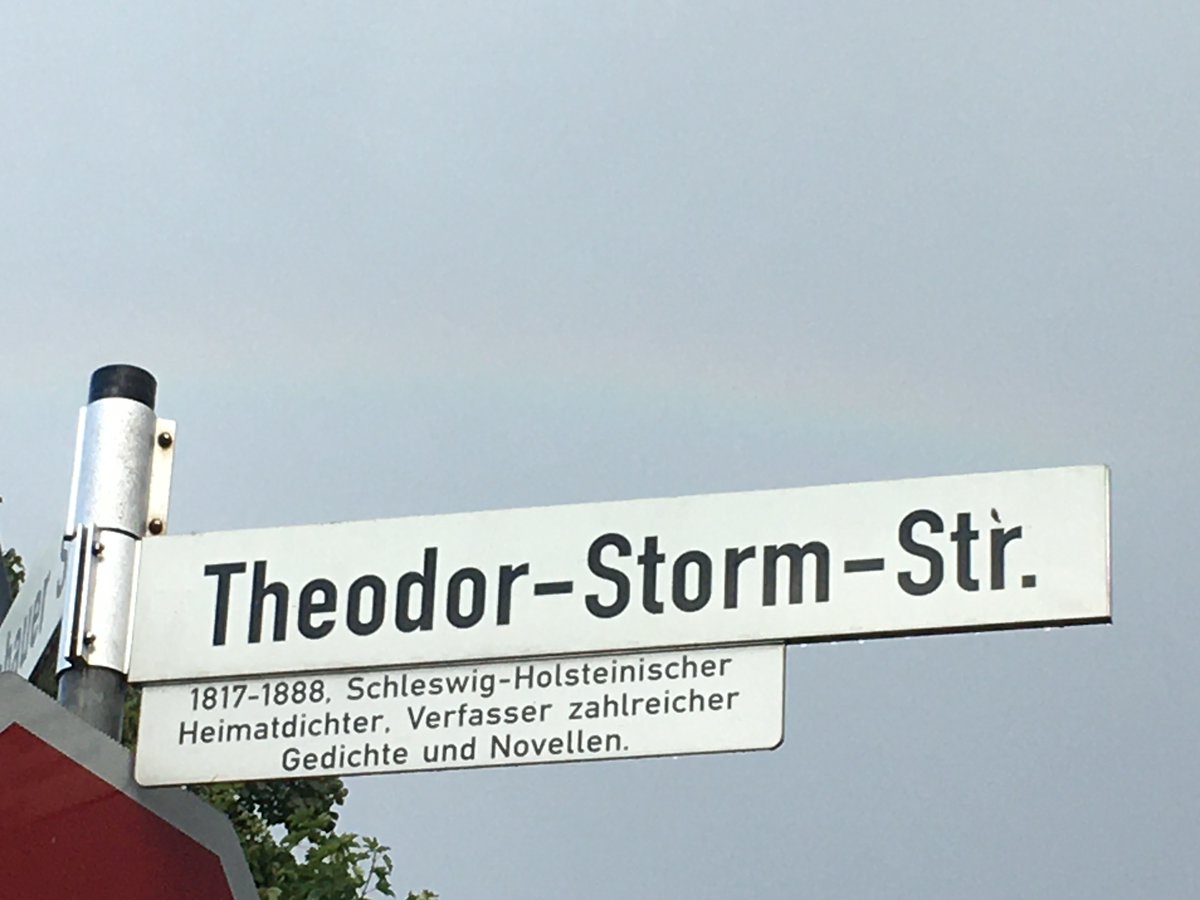 Theodor-Storm-Str.
1817-1888, Schleswig-Holsteinischer
Heimatdichter, Verfasser zahlreicher
Gedichte und Novellen.